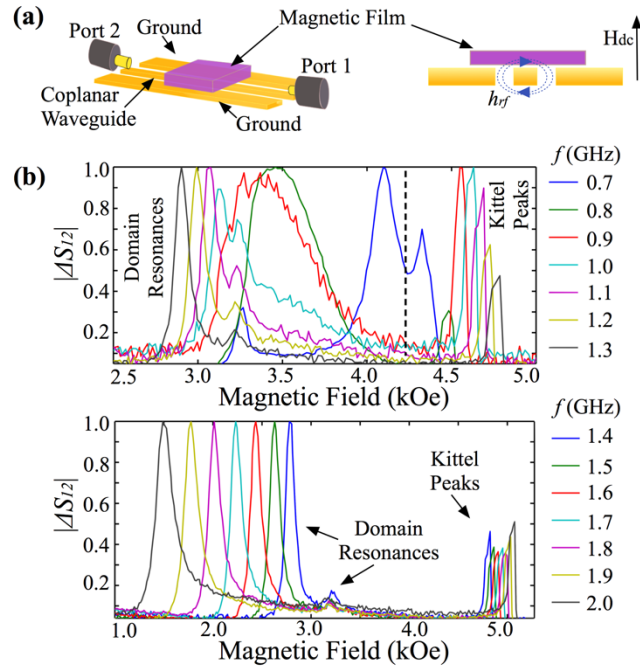 (a)
Port 2
Ground
Magnetic Film
Port 1
Coplanar
Waveguide
Ground
Hdc
hrf
(b)
|ΔS12|
1.0
0.8
0.6
0.4
0.2
Domain
Resonances
Kittel
Peaks
2.5 3.0 3.5 4.0 4.5 5.0
Magnetic Field (kOe)
f (GHz)
0.7
0.8
0.9
1.0
1.1
1.2
1.3
|ΔS12|
1.0
0.8
0.6
0.4
0.2
Kittel
Peaks
Domain
Resonances
1.0 2.0 3.0 4.0 5.0
Magnetic Field (kOe)
f (GHz)
1.4
1.5
1.6
1.7
1.8
1.9
2.0